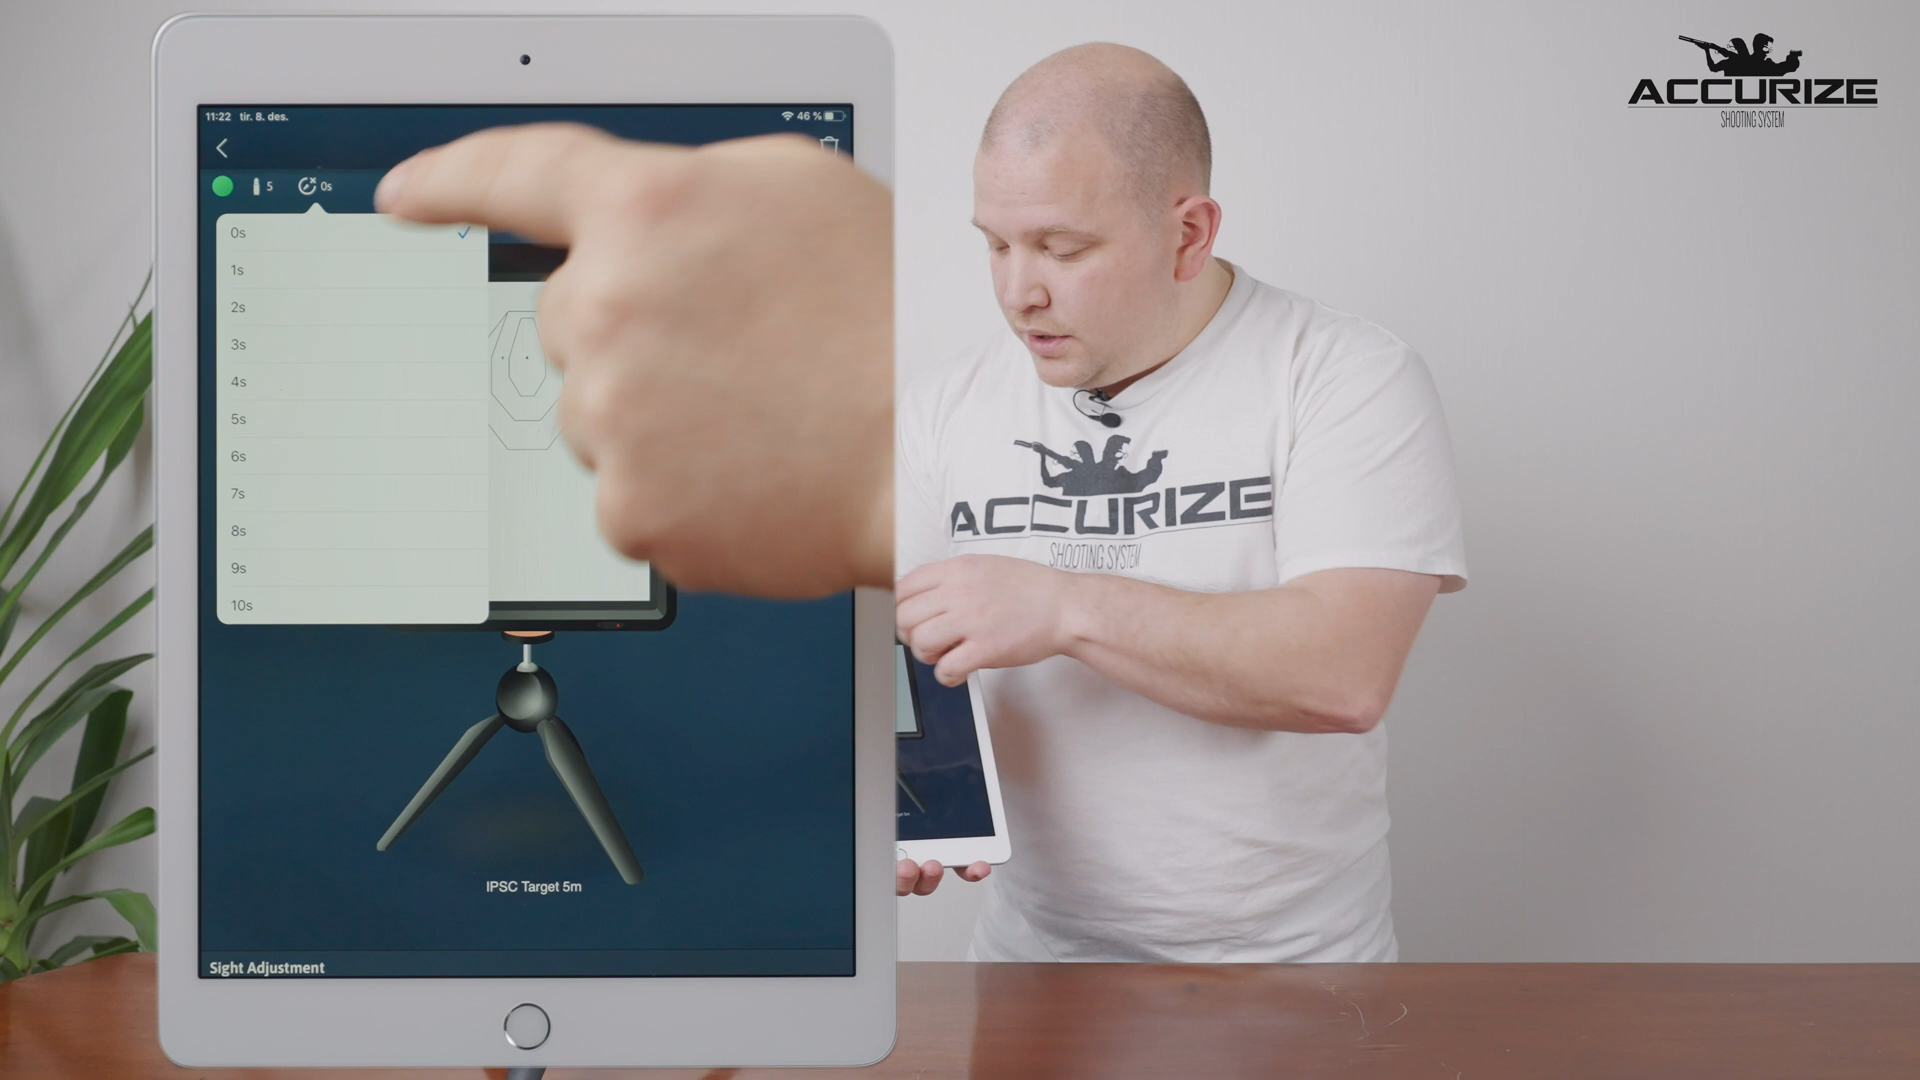 11:22 tir. 8. des.
46 %
5
0s
0s
1s
2s
3s
4s
5s
6s
7s
8s
9s
10s
IPSC Target 5m
Sight Adjustment
ACCURIZE
SHOOTING SYSTEM
ACCURIZE
SHOOTING SYSTEM